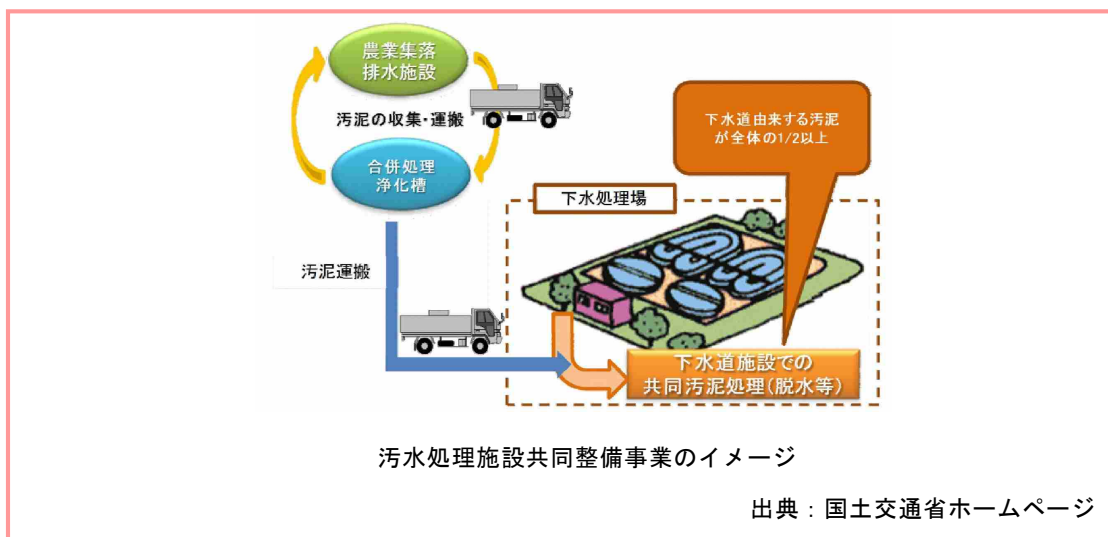 農業集落
排水施設
汚泥の収集・運搬
合併処理
浄化槽
下水道由来する汚泥
が全体の1/2以上
下水処理場
汚泥運搬
下水道施設での
共同汚泥処理(脱水等)
汚水処理施設共同整備事業のイメージ
出典：国土交通省ホームページ